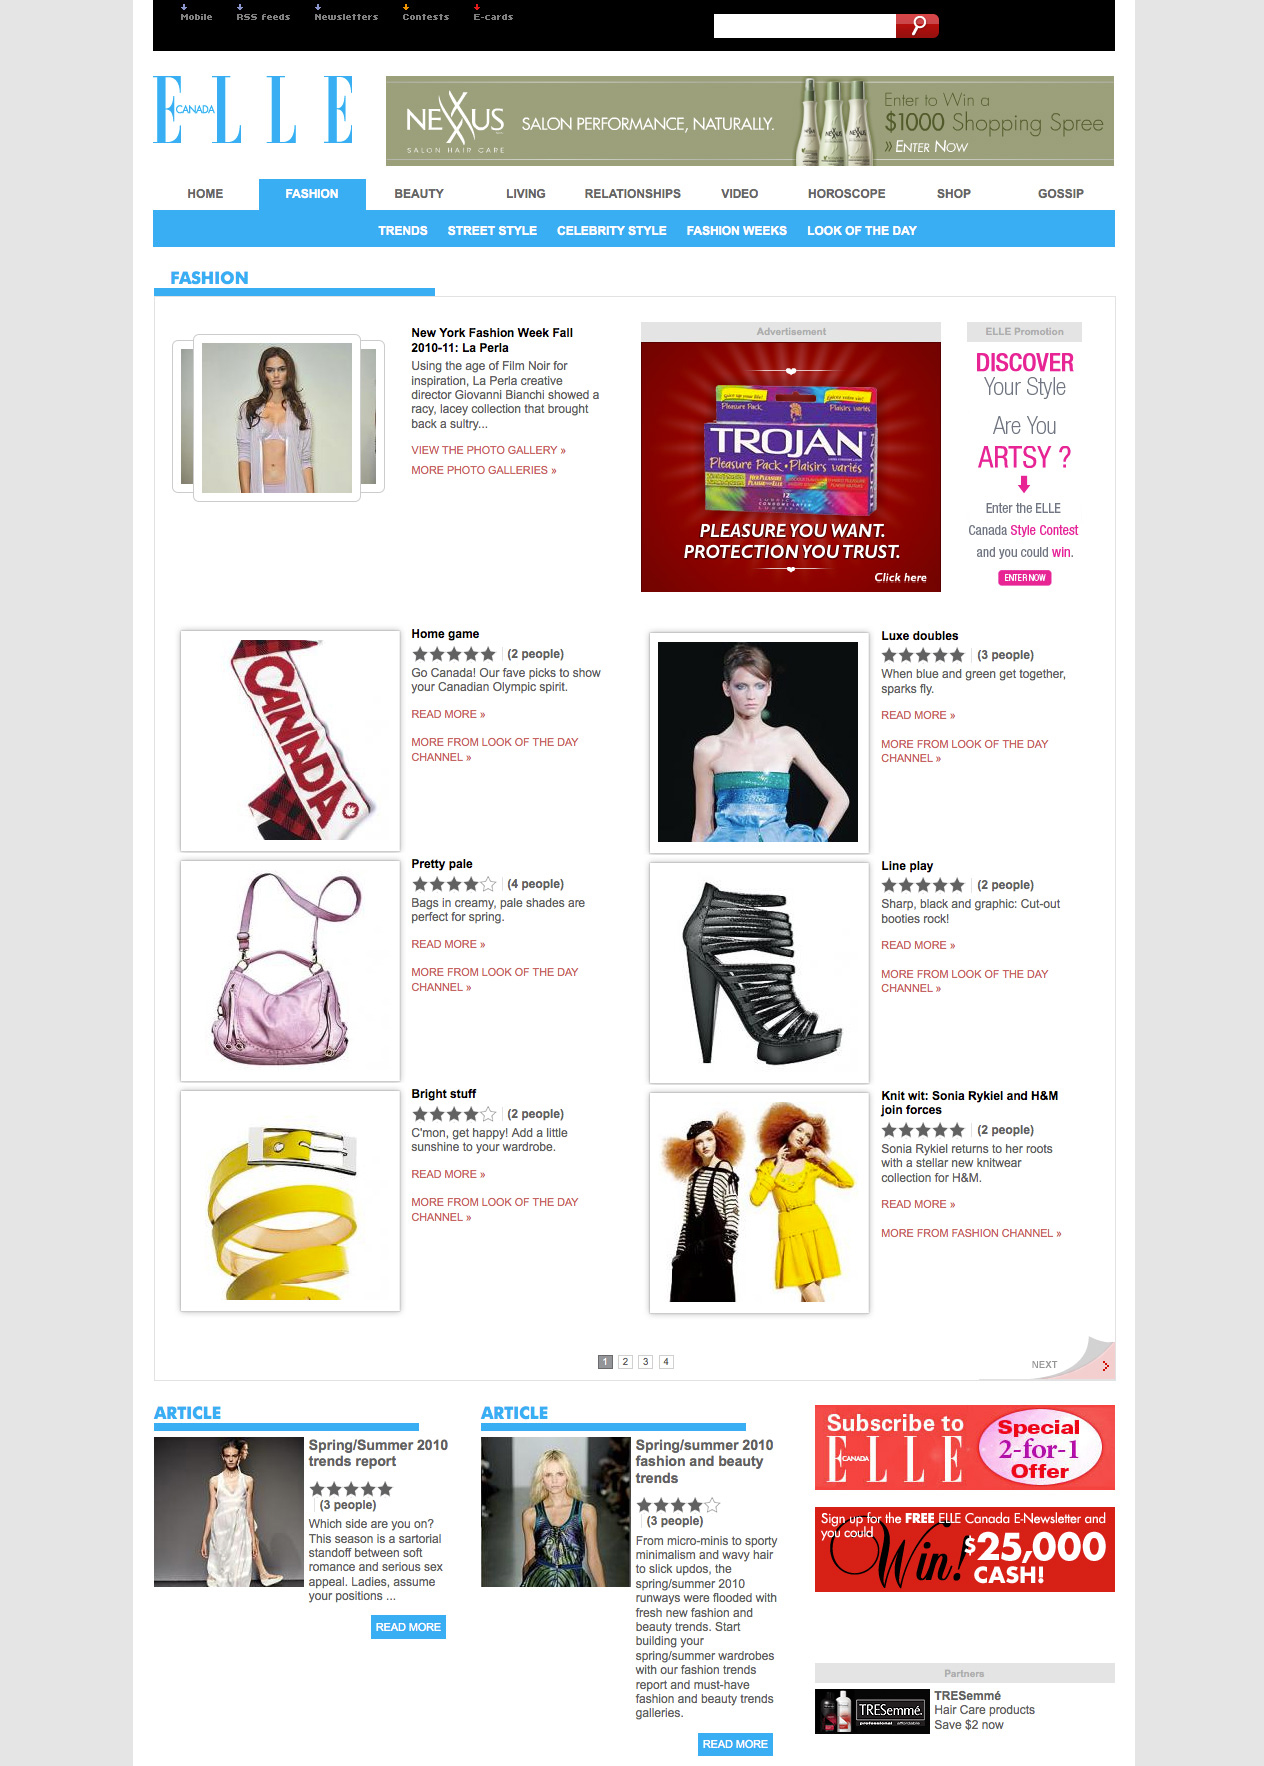 Mobile
RSS feeds
Newsletters
Contests
E-cards
ELLE
CANADA
NEXXUS
SALON HAIR CARE
SALON PERFORMANCE, NATURALLY.
Enter to Win a
$1000 Shopping Spree
» ENTER NOW
HOME
FASHION
BEAUTY
LIVING
RELATIONSHIPS
VIDEO
HOROSCOPE
SHOP
GOSSIP
TRENDS
STREET STYLE
CELEBRITY STYLE
FASHION WEEKS
LOOK OF THE DAY
FASHION
New York Fashion Week Fall
2010-11: La Perla
Using the age of Film Noir for
inspiration, La Perla creative
director Giovanni Bianchi showed a
racy, lacey collection that brought
back a sultry...
VIEW THE PHOTO GALLERY »
MORE PHOTO GALLERIES »
Advertisement
Pleasure Pack
Plaisirs variés
TROJAN
Pleasure Pack • Plaisirs variés
12
PLEASURE YOU WANT.
PROTECTION YOU TRUST.
Click here
ELLE Promotion
DISCOVER
Your Style
Are You
ARTSY ?
Enter the ELLE
Canada Style Contest
and you could win.
ENTER NOW
CANADA
Home game
(2 people)
Go Canada! Our fave picks to show
your Canadian Olympic spirit.
READ MORE »
MORE FROM LOOK OF THE DAY
CHANNEL »
Luxe doubles
(3 people)
When blue and green get together,
sparks fly.
READ MORE »
MORE FROM LOOK OF THE DAY
CHANNEL »
Pretty pale
(4 people)
Bags in creamy, pale shades are
perfect for spring.
READ MORE »
MORE FROM LOOK OF THE DAY
CHANNEL »
Line play
(2 people)
Sharp, black and graphic: Cut-out
booties rock!
READ MORE »
MORE FROM LOOK OF THE DAY
CHANNEL »
Bright stuff
(2 people)
C'mon, get happy! Add a little
sunshine to your wardrobe.
READ MORE »
MORE FROM LOOK OF THE DAY
CHANNEL »
Knit wit: Sonia Rykiel and H&M
join forces
(2 people)
Sonia Rykiel returns to her roots
with a stellar new knitwear
collection for H&M.
READ MORE »
MORE FROM FASHION CHANNEL »
1 2 3 4
NEXT
ARTICLE
Spring/Summer 2010
trends report
(3 people)
Which side are you on?
This season is a sartorial
standoff between soft
romance and serious sex
appeal. Ladies, assume
your positions ...
READ MORE
ARTICLE
Spring/summer 2010
fashion and beauty
trends
(3 people)
From micro-minis to sporty
minimalism and wavy hair
to slick updos, the
spring/summer 2010
runways were flooded with
fresh new fashion and
beauty trends. Start
building your
spring/summer wardrobes
with our fashion trends
report and must-have
fashion and beauty trends
galleries.
READ MORE
Subscribe to
ELLE
CANADA
Special
2-for-1
Offer
Sign up for the FREE ELLE Canada E-Newsletter and
you could
Win!
$25,000
CASH!
Partners
TRESemmé.
professional affordable
TRESemmé
Hair Care products
Save $2 now